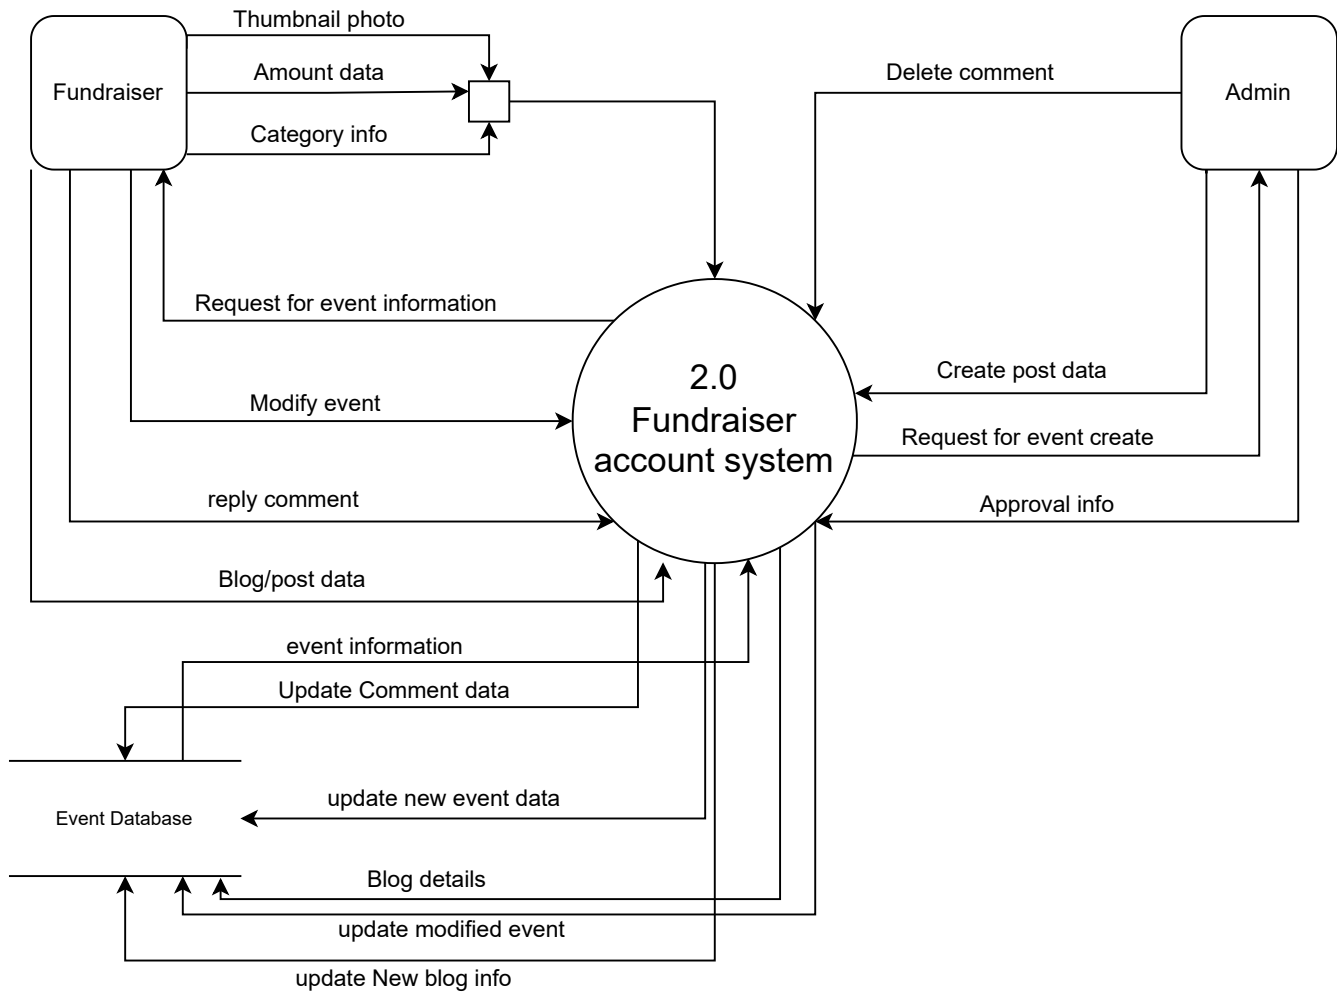 Thumbnail photo
Fundraiser
Amount data
Category info
Delete comment
Admin
Request for event information
2.0
Fundraiser
account system
Create post data
Modify event
Request for event create
reply comment
Approval info
Blog/post data
event information
Update Comment data
update new event data
Event Database
Blog details
update modified event
update New blog info